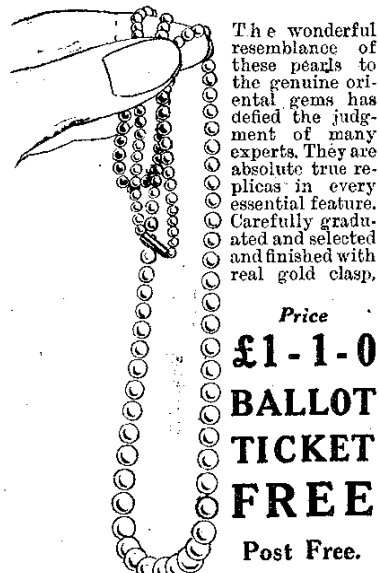 The wonderful
resemblance of
these pearls to
the genuine ori-
ental gems has
defied the judg-
ment of many
experts. They are
absolute true re-
plicas in every
essential feature.
Carefully gradu-
ated and selected
and finished with
real gold clasp,
Price
£1-1-0
BALLOT
TICKET
FREE
Post Free.